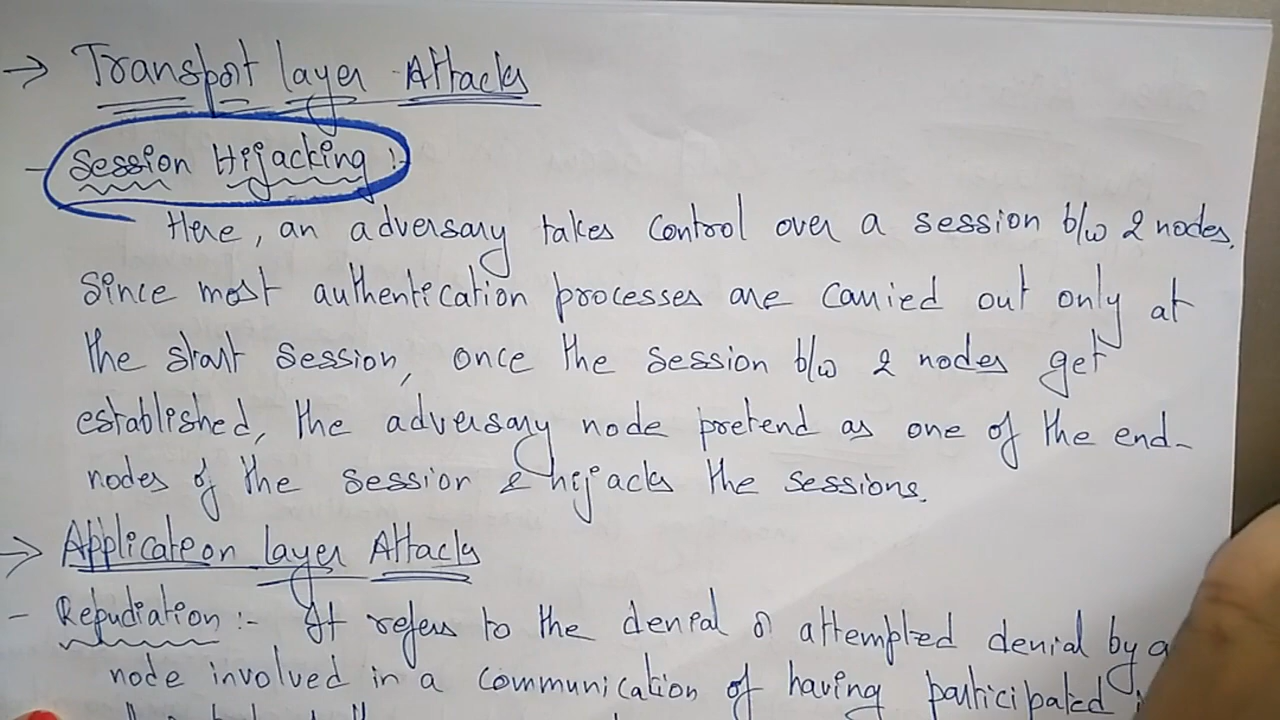 → Transport layer Attacks
- Session Hijacking :-
Here, an adversary takes control over a session b/w 2 nodes.
Since most authentication processes are carried out only at
the start session, once the session b/w 2 nodes get
established, the adversary node pretend as one of the end-
nodes of the session & hijacks the sessions.
→ Application layer Attacks
- Repudiation :- It refers to the denial or attempted denial by a
node involved in a communication of having participated